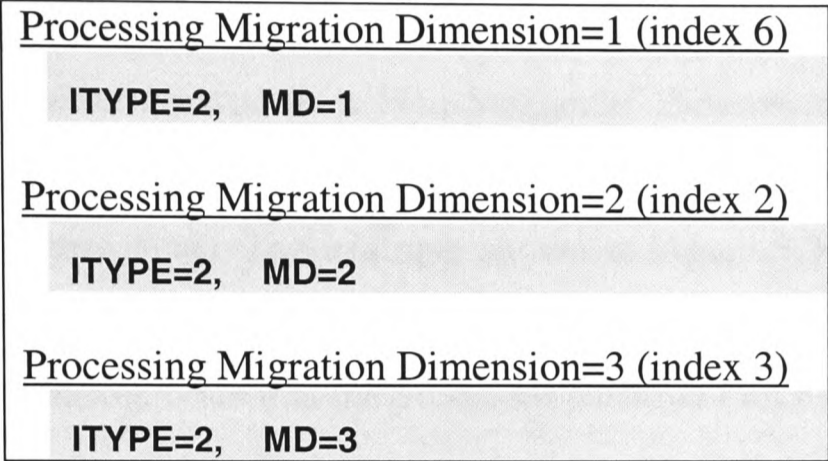 Processing Migration Dimension=1 (index 6)
ITYPE=2, MD=1
Processing Migration Dimension=2 (index 2)
ITYPE=2, MD=2
Processing Migration Dimension=3 (index 3)
ITYPE=2, MD=3